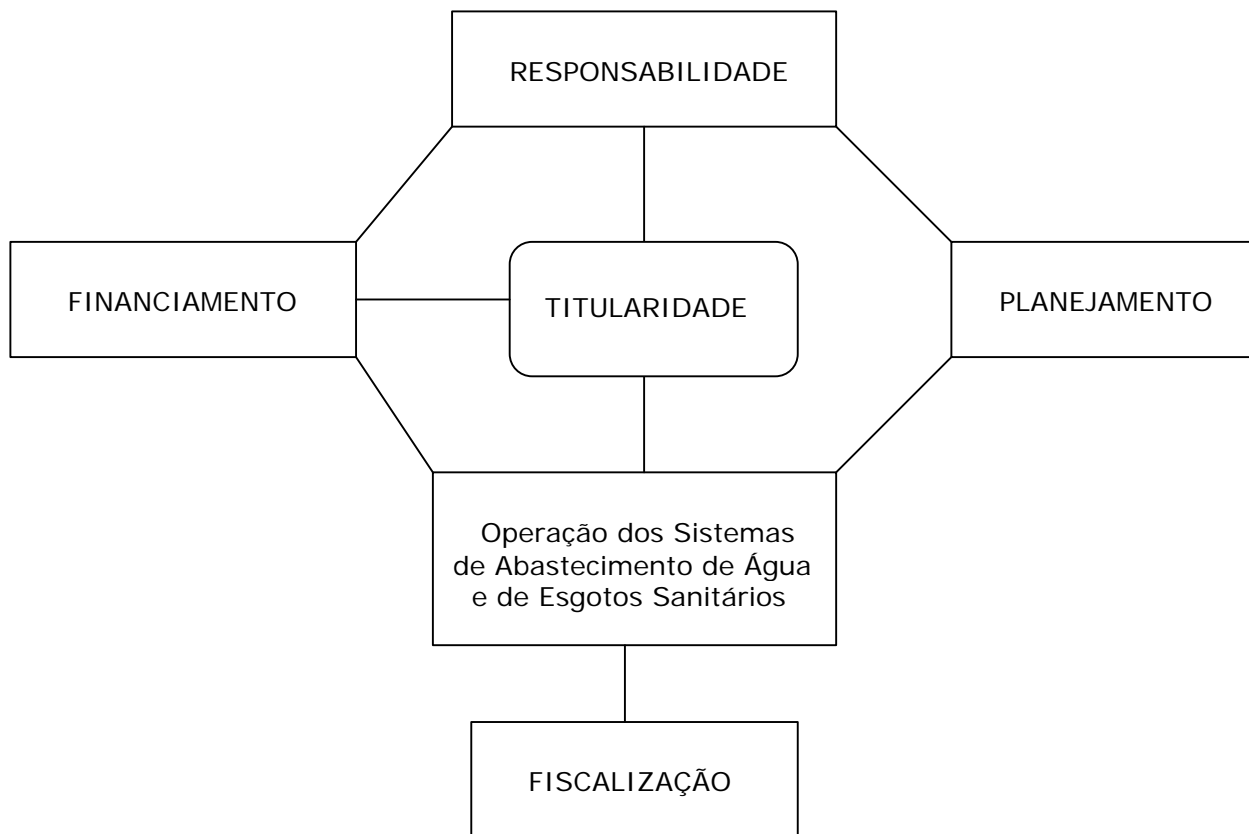 RESPONSABILIDADE
FINANCIAMENTO
TITULARIDADE
PLANEJAMENTO
Operação dos Sistemas
de Abastecimento de Água
e de Esgotos Sanitários
FISCALIZAÇÃO